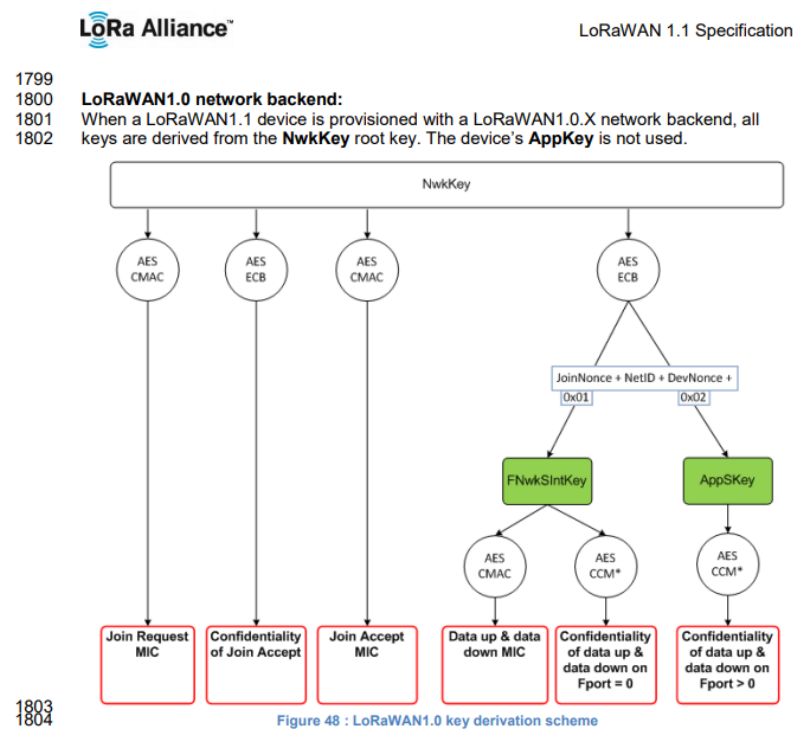 LoRa Alliance™
LoRaWAN 1.1 Specification
1799
1800 LoRaWAN1.0 network backend:
1801 When a LoRaWAN1.1 device is provisioned with a LoRaWAN1.0.X network backend, all
1802 keys are derived from the NwkKey root key. The device's AppKey is not used.
NwkKey
AES
CMAC
AES
ECB
AES
CMAC
AES
ECB
JoinNonce + NetID + DevNonce +
0x01
0x02
FNwkSIntKey
AppSKey
AES
CMAC
AES
CCM*
AES
CCM*
Join Request
MIC
Confidentiality
of Join Accept
Join Accept
MIC
Data up & data
down MIC
Confidentiality
of data up &
data down on
Fport = 0
Confidentiality
of data up &
data down on
Fport > 0
1803
1804
Figure 48 : LoRaWAN1.0 key derivation scheme